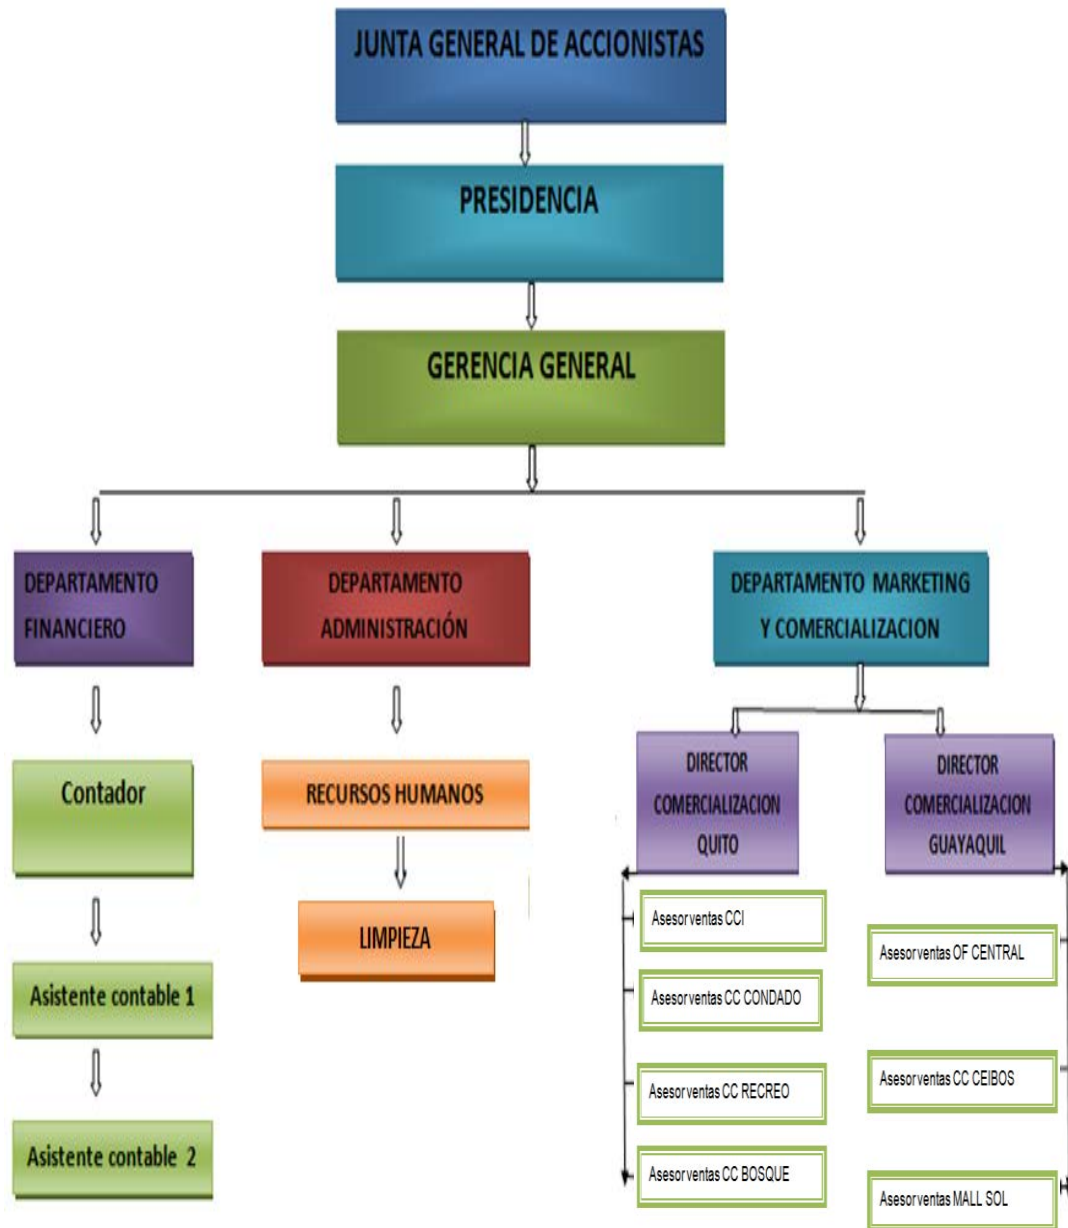 JUNTA GENERAL DE ACCIONISTAS
PRESIDENCIA
GERENCIA GENERAL
DEPARTAMENTO
FINANCIERO
DEPARTAMENTO
ADMINISTRACIÓN
DEPARTAMENTO MARKETING
Y COMERCIALIZACION
Contador
Asistente contable 1
Asistente contable 2
RECURSOS HUMANOS
LIMPIEZA
DIRECTOR
COMERCIALIZACION
QUITO
Asesor ventas CCI
Asesor ventas CC CONDADO
Asesor ventas CC RECREO
Asesor ventas CC BOSQUE
DIRECTOR
COMERCIALIZACION
GUAYAQUIL
Asesor ventas OF CENTRAL
Asesor ventas CC CEIBOS
Asesor ventas MALL SOL